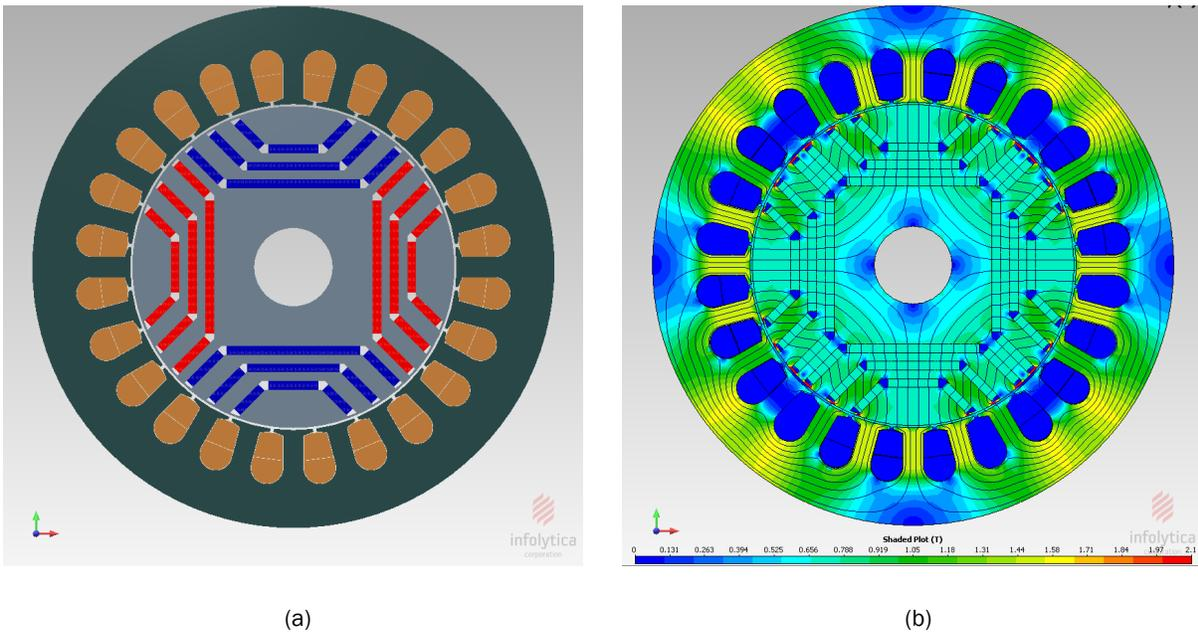 infolytica
corporation
Shaded Plot (T)
0 0.131 0.263 0.394 0.525 0.656 0.788 0.919 1.05 1.18 1.31 1.44 1.58 1.71 1.84 1.97 2.1
infolytica
corporation
(a)
(b)